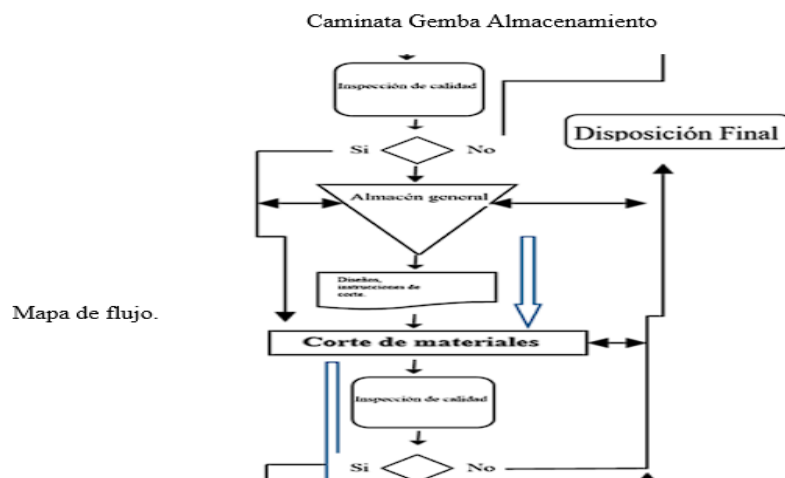 Caminata Gemba Almacenamiento
Inspección de calidad
Disposición Final
Si
No
Almacén general
Diseños,
instrucciones de
corte.
Mapa de flujo.
Corte de materiales
Inspección de calidad
Si
No